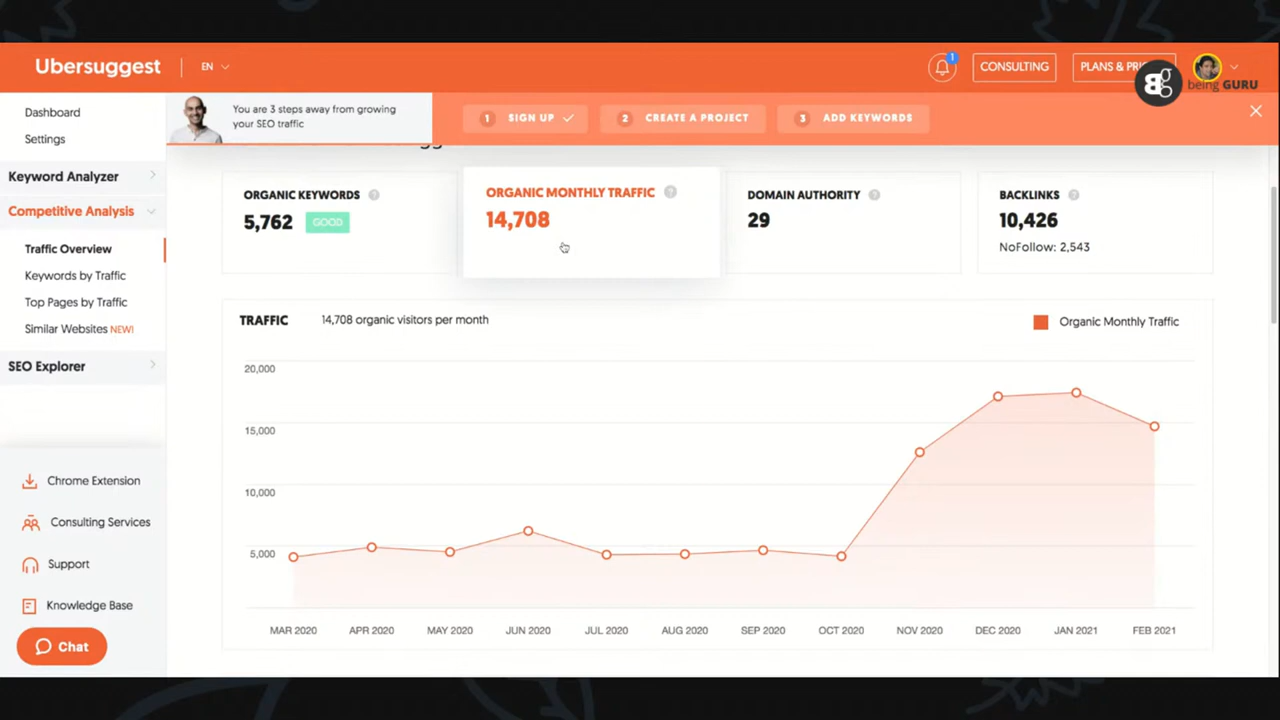 Ubersuggest
EN
1
CONSULTING
PLANS &
being GURU
Dashboard
Settings
Keyword Analyzer
Competitive Analysis
Traffic Overview
Keywords by Traffic
Top Pages by Traffic
Similar Websites NEW!
SEO Explorer
Chrome Extension
Consulting Services
Support
Knowledge Base
Chat
You are 3 steps away from growing
your SEO traffic
1 SIGN UP
2 CREATE A PROJECT
3 ADD KEYWORDS
ORGANIC KEYWORDS ?
5,762 GOOD
ORGANIC MONTHLY TRAFFIC ?
14,708
DOMAIN AUTHORITY ?
29
BACKLINKS ?
10,426
NoFollow: 2,543
TRAFFIC 14,708 organic visitors per month
Organic Monthly Traffic
20,000
15,000
10,000
5,000
MAR 2020 APR 2020 MAY 2020 JUN 2020 JUL 2020 AUG 2020 SEP 2020 OCT 2020 NOV 2020 DEC 2020 JAN 2021 FEB 2021